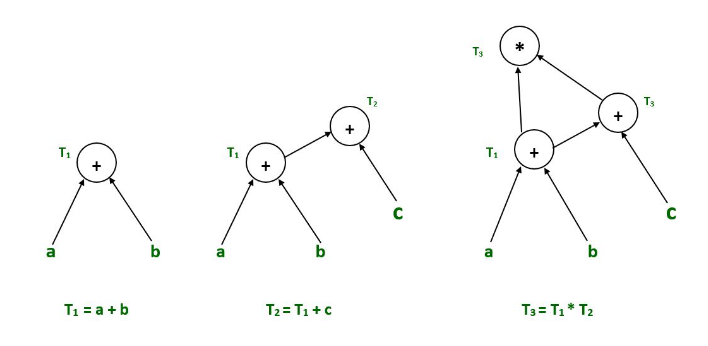 *
T₃
T₂
T₃
+
+
T₁
+
T₁
+
T₁
+
c
c
a
b
a
b
a
b
T₁ = a + b
T₂ = T₁ + c
T₃ = T₁ * T₂